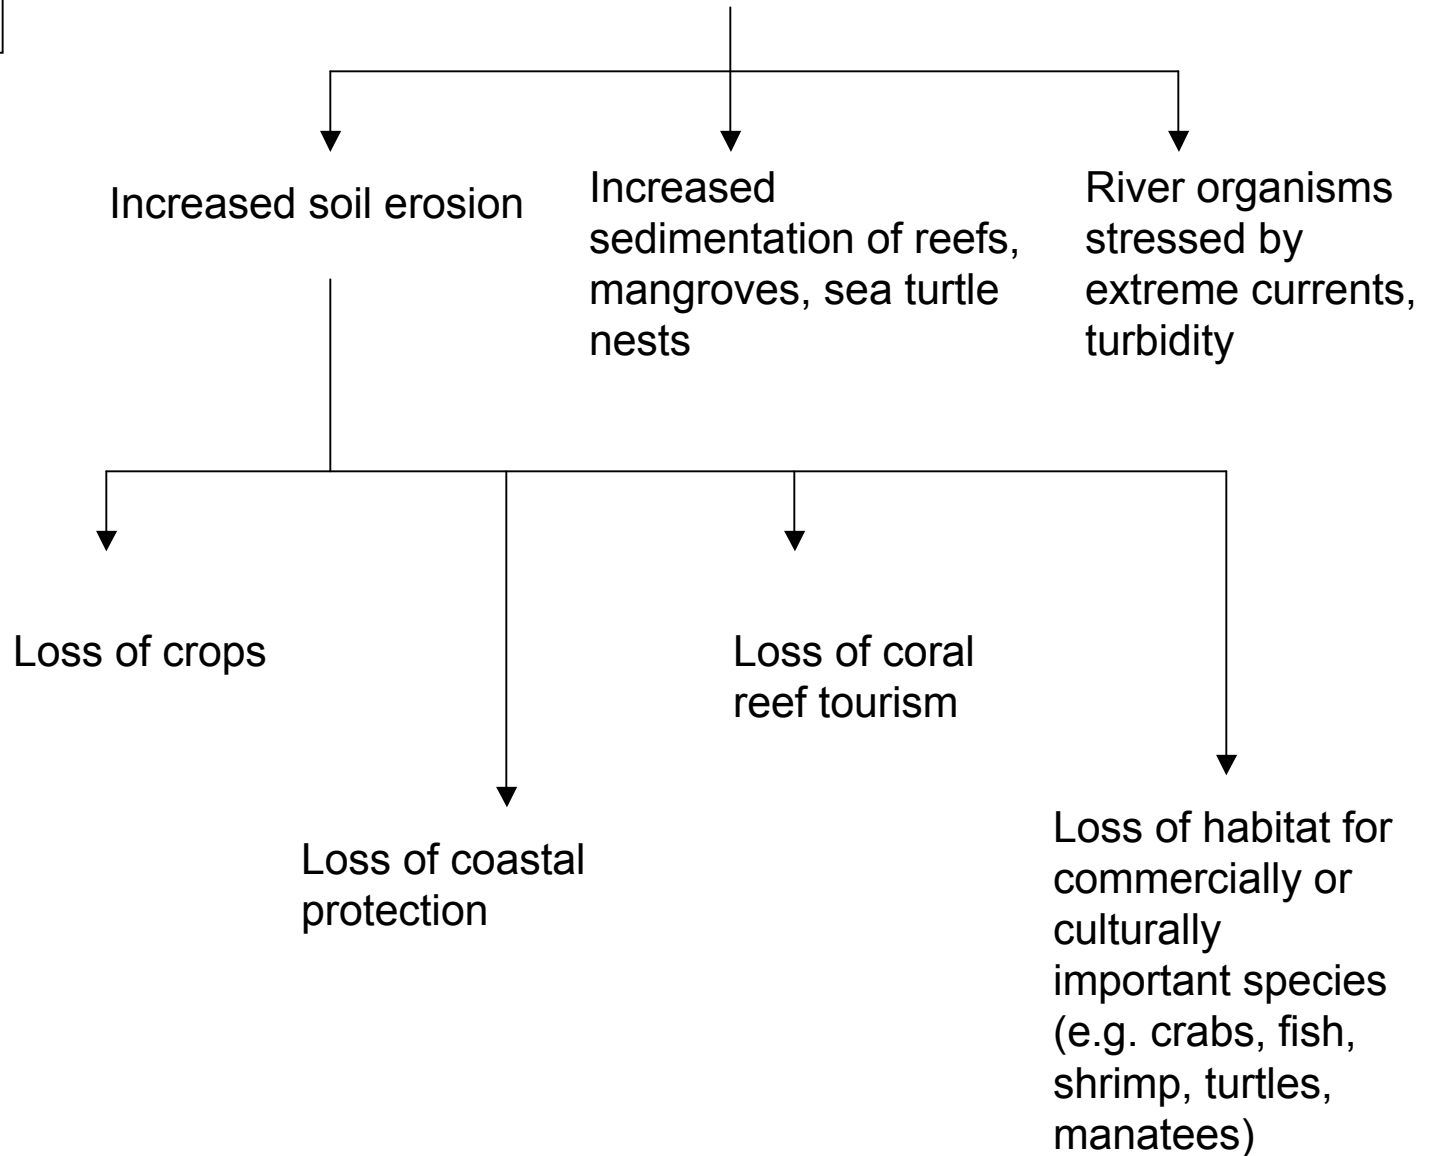 Increased soil erosion
Increased
sedimentation of reefs,
mangroves, sea turtle
nests
River organisms
stressed by
extreme currents,
turbidity
Loss of crops
Loss of coastal
protection
Loss of coral
reef tourism
Loss of habitat for
commercially or
culturally
important species
(e.g. crabs, fish,
shrimp, turtles,
manatees)